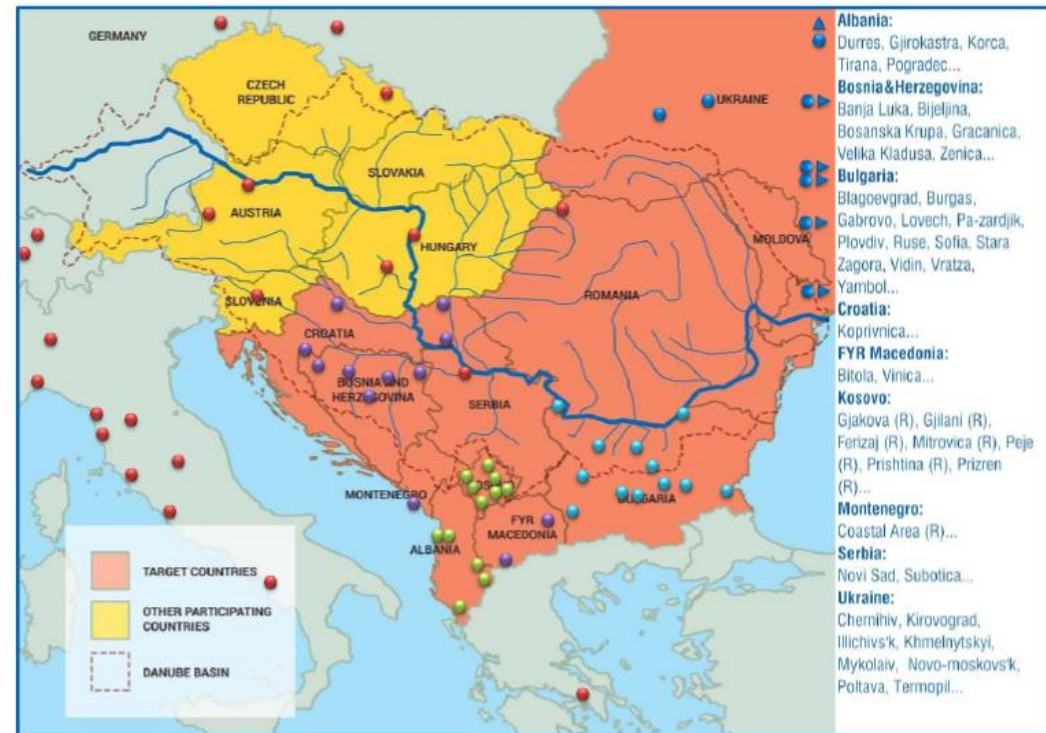 GERMANY
CZECH
REPUBLIC
UKRAINE
SLOVAKIA
AUSTRIA
HUNGARY
MOLDOVA
SLOVENIA
ROMANIA
CROATIA
BOSNIA AND
HERZEGOVINA
SERBIA
MONTENEGRO
BULGARIA
FYR
MACEDONIA
ALBANIA
TARGET COUNTRIES
OTHER PARTICIPATING
COUNTRIES
DANUBE BASIN
Albania:
Durres, Gjirokastra, Korca,
Tirana, Pogradec...
Bosnia&Herzegovina:
Banja Luka, Bijeljina,
Bosanska Krupa, Gracanica,
Velika Kladusa, Zenica...
Bulgaria:
Blagoevgrad, Burgas,
Gabrovo, Lovech, Pa-zardjik,
Plovdiv, Ruse, Sofia, Stara
Zagora, Vidin, Vratza,
Yambol...
Croatia:
Koprivnica...
FYR Macedonia:
Bitola, Vinica...
Kosovo:
Gjakova (R), Gjilani (R),
Ferizaj (R), Mitrovica (R), Peje
(R), Prishtina (R), Prizren
(R)...
Montenegro:
Coastal Area (R)...
Serbia:
Novi Sad, Subotica...
Ukraine:
Chernihiv, Kirovograd,
Illichivs'k, Khmelnytskyi,
Mykolaiv, Novo-moskovs'k,
Poltava, Termopil...